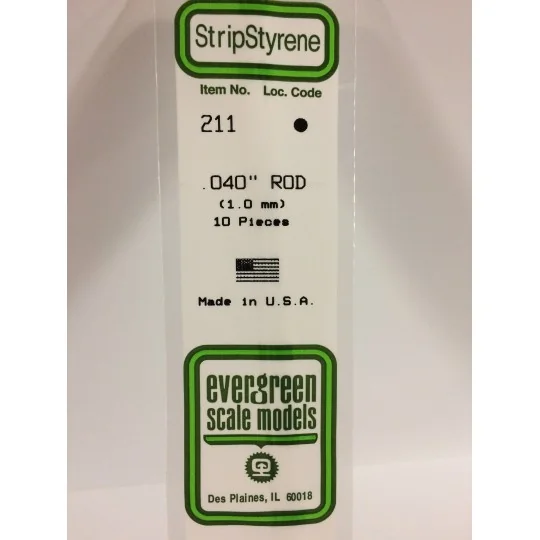 StripStyrene
Item No. Loc. Code
211
.040" ROD
(1.0 mm)
10 Pieces
Made in U.S.A.
evergreen
scale models
Des Plaines, IL 60018